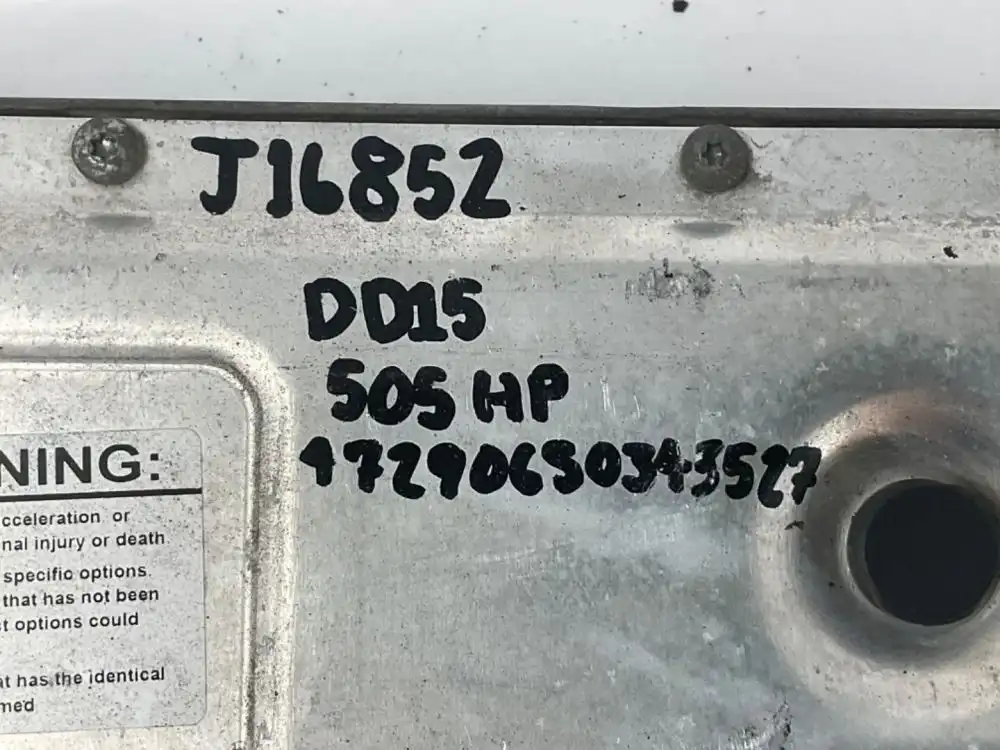 J16852
DD15
505 HP
472906S0343527
NING:
cceleration or
nal injury or death.
specific options.
that has not been
t options could
at has the identical
med